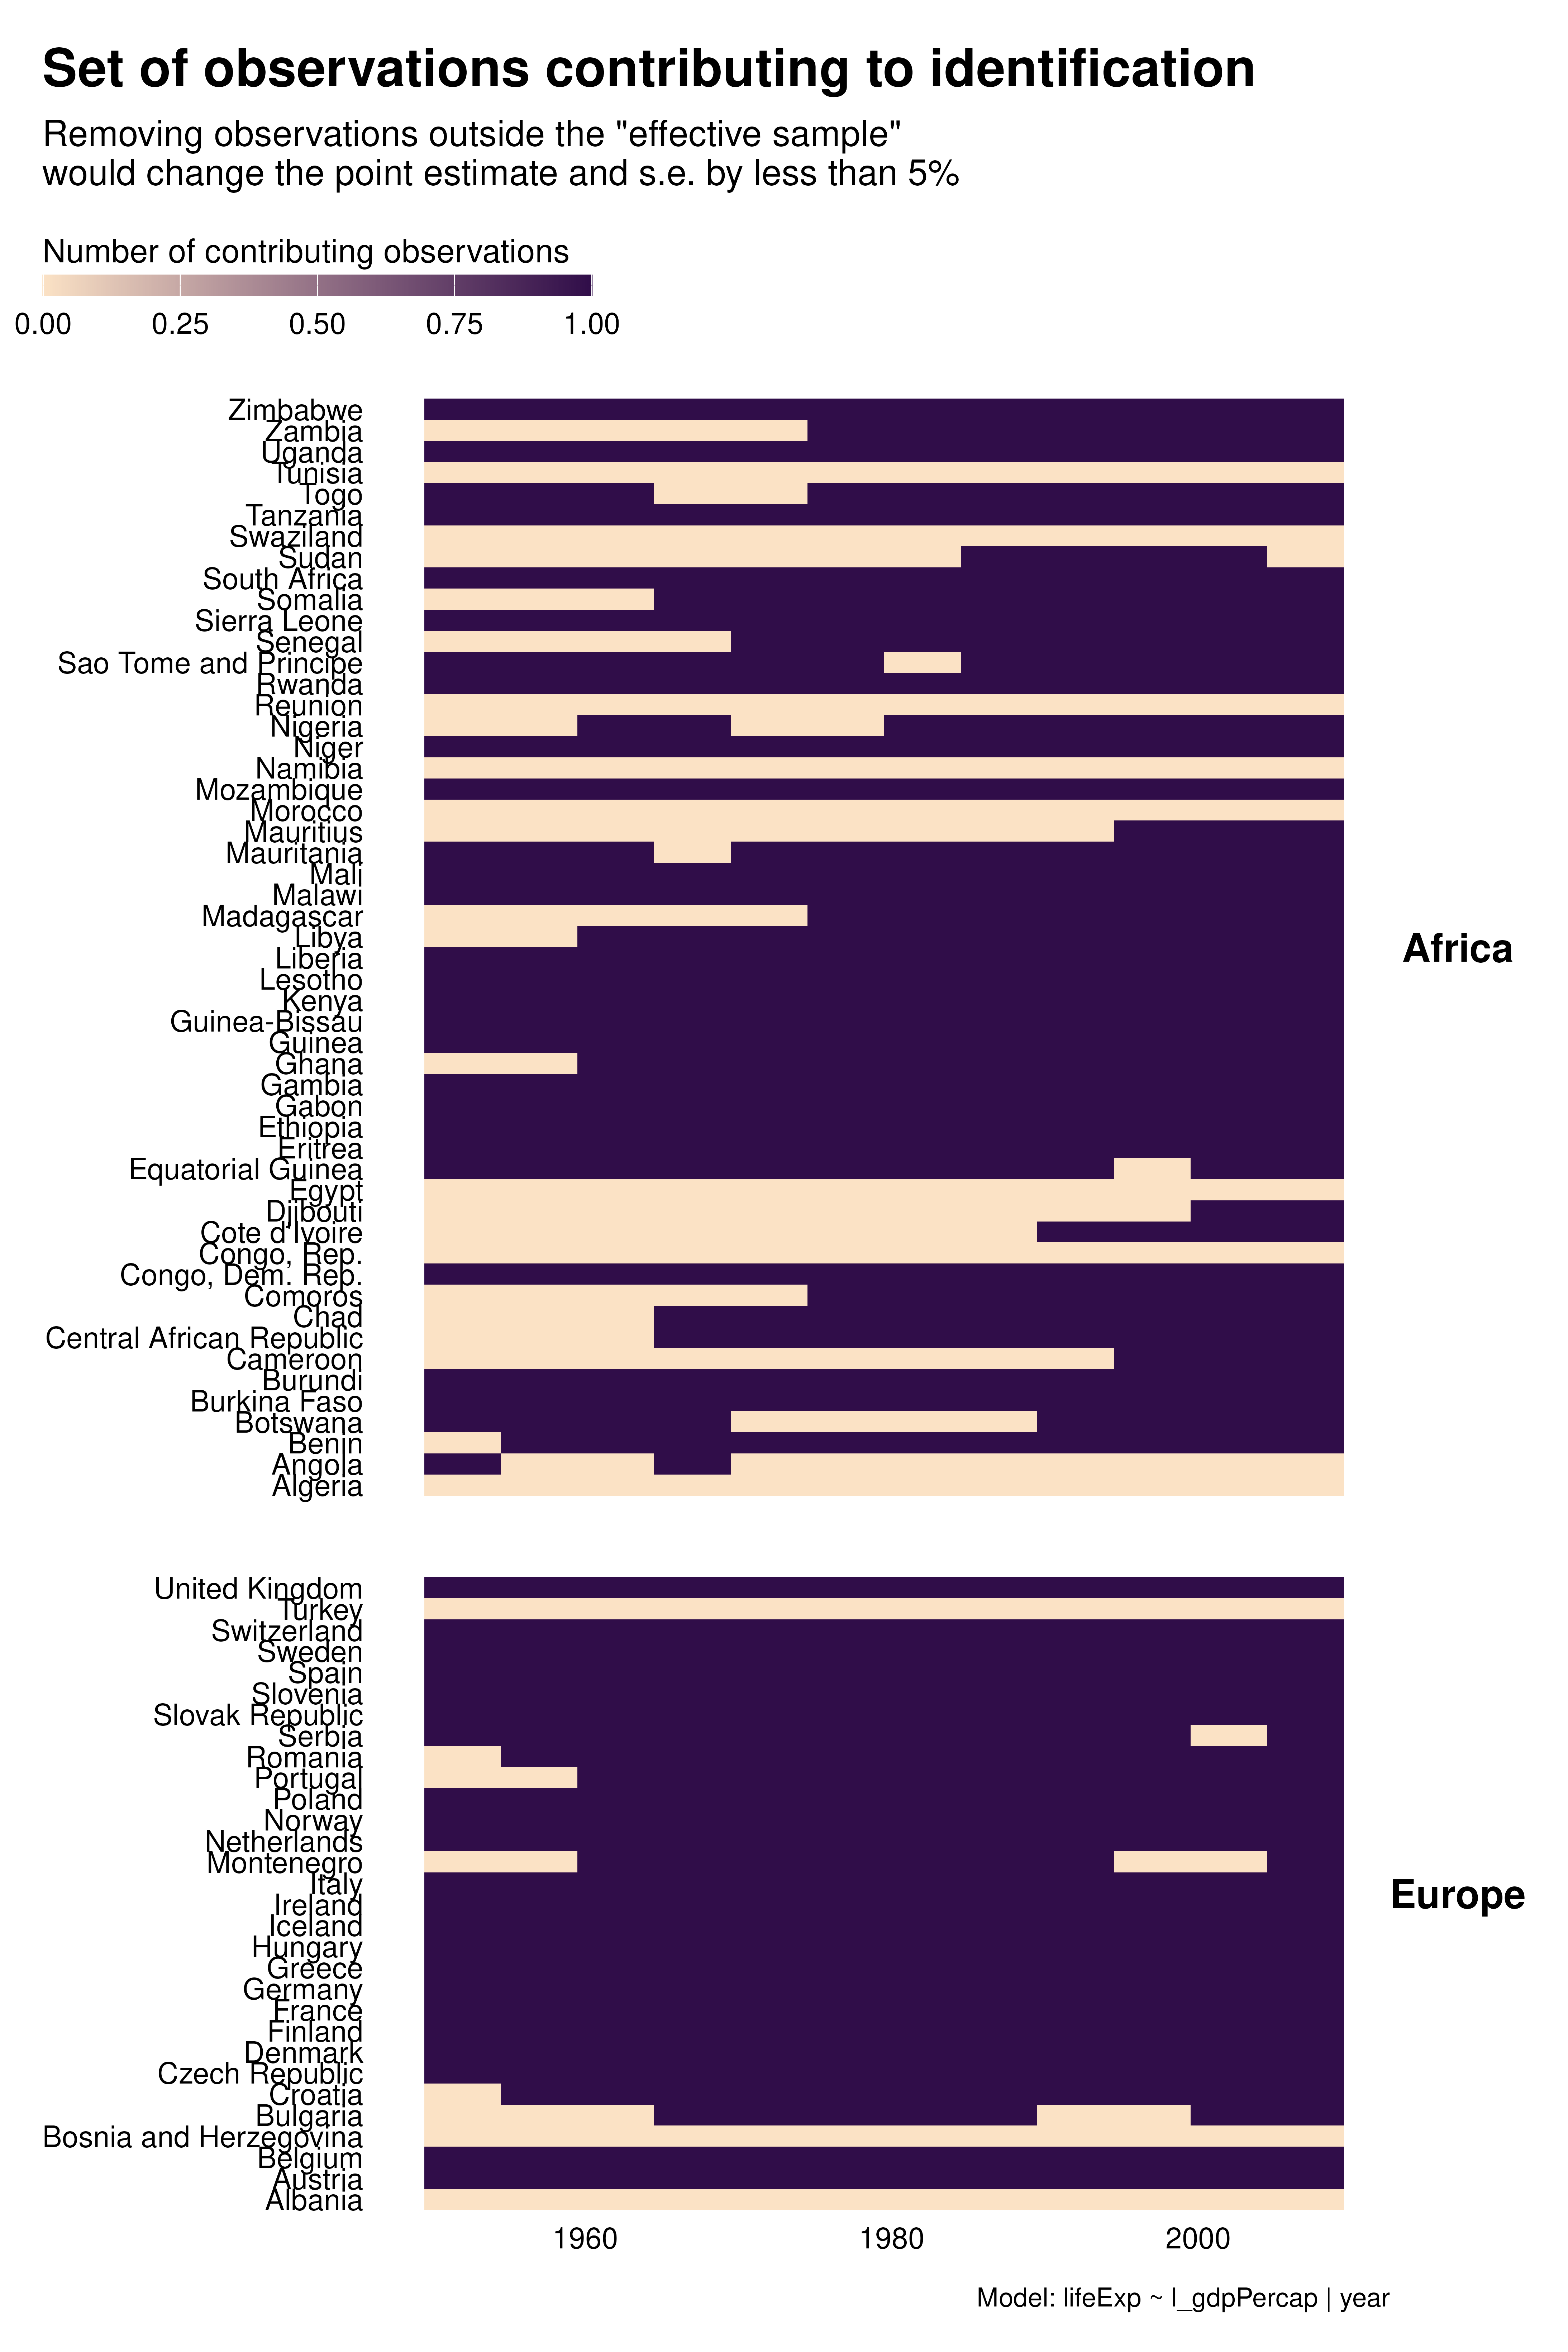 Set of observations contributing to identification
Removing observations outside the "effective sample"
would change the point estimate and s.e. by less than 5%
Number of contributing observations
0.00 0.25 0.50 0.75 1.00
Zimbabwe
Zambia
Uganda
Tunisia
Togo
Tanzania
Swaziland
Sudan
South Africa
Somalia
Sierra Leone
Senegal
Sao Tome and Principe
Rwanda
Reunion
Nigeria
Niger
Namibia
Mozambique
Morocco
Mauritius
Mauritania
Mali
Malawi
Madagascar
Libya
Liberia
Lesotho
Kenya
Guinea-Bissau
Guinea
Ghana
Gambia
Gabon
Ethiopia
Eritrea
Equatorial Guinea
Egypt
Djibouti
Cote d'Ivoire
Congo, Rep.
Congo, Dem. Rep.
Comoros
Chad
Central African Republic
Cameroon
Burundi
Burkina Faso
Botswana
Benin
Angola
Algeria
Africa
United Kingdom
Turkey
Switzerland
Sweden
Spain
Slovenia
Slovak Republic
Serbia
Romania
Portugal
Poland
Norway
Netherlands
Montenegro
Italy
Ireland
Iceland
Hungary
Greece
Germany
France
Finland
Denmark
Czech Republic
Croatia
Bulgaria
Bosnia and Herzegovina
Belgium
Austria
Albania
Europe
1960 1980 2000
Model: lifeExp ~ l_gdpPercap | year